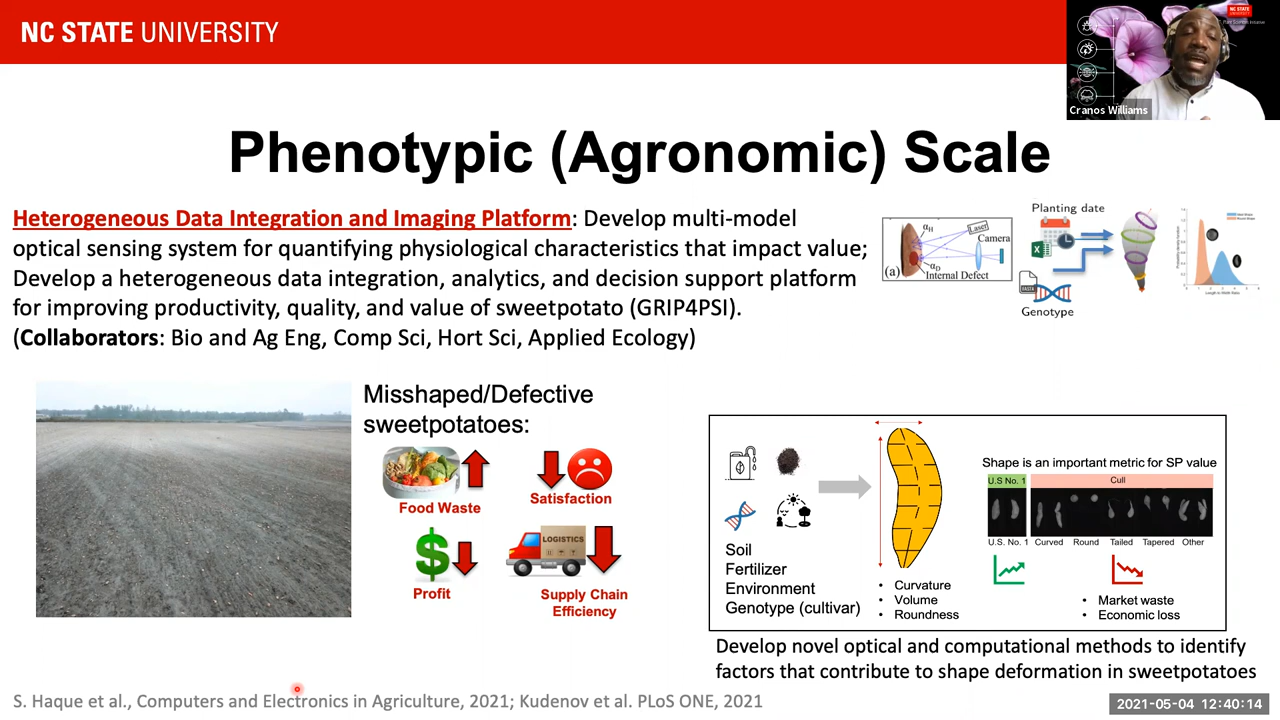 NC STATE UNIVERSITY
Cranos Williams
Phenotypic (Agronomic) Scale
Heterogeneous Data Integration and Imaging Platform: Develop multi-model
optical sensing system for quantifying physiological characteristics that impact value;
Develop a heterogeneous data integration, analytics, and decision support platform
for improving productivity, quality, and value of sweetpotato (GRIP4PSI).
(Collaborators: Bio and Ag Eng, Comp Sci, Hort Sci, Applied Ecology)
αH
Laser
Camera
(a)
αD
Internal Defect
Planting date
Genotype
Misshaped/Defective
sweetpotatoes:
Food Waste
Satisfaction
Profit
LOGISTICS
Supply Chain
Efficiency
Soil
Fertilizer
Environment
Genotype (cultivar)
• Curvature
• Volume
• Roundness
Shape is an important metric for SP value
U.S No. 1
Cull
U.S. No. 1 Curved Round Tailed Tapered Other
• Market waste
• Economic loss
Develop novel optical and computational methods to identify
factors that contribute to shape deformation in sweetpotatoes
S. Haque et al., Computers and Electronics in Agriculture, 2021; Kudenov et al. PLoS ONE, 2021
2021-05-04 12:40:14